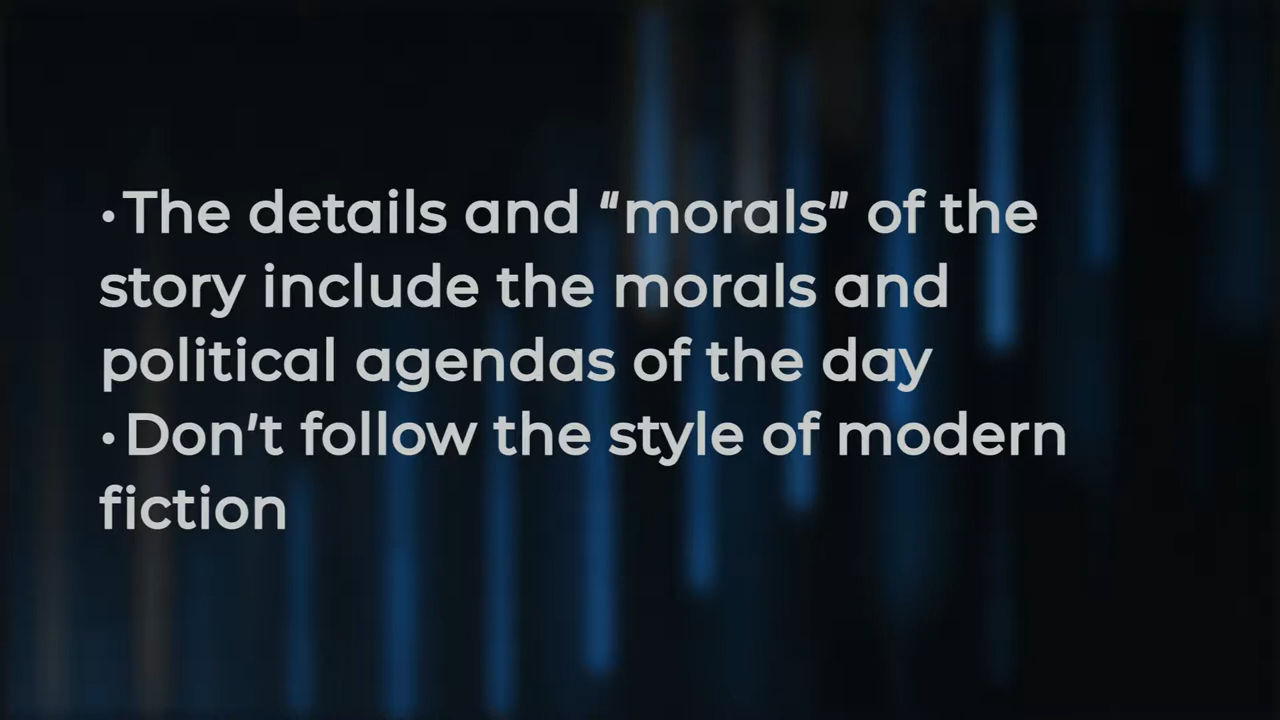 •The details and “morals” of the
story include the morals and
political agendas of the day
•Don’t follow the style of modern
fiction